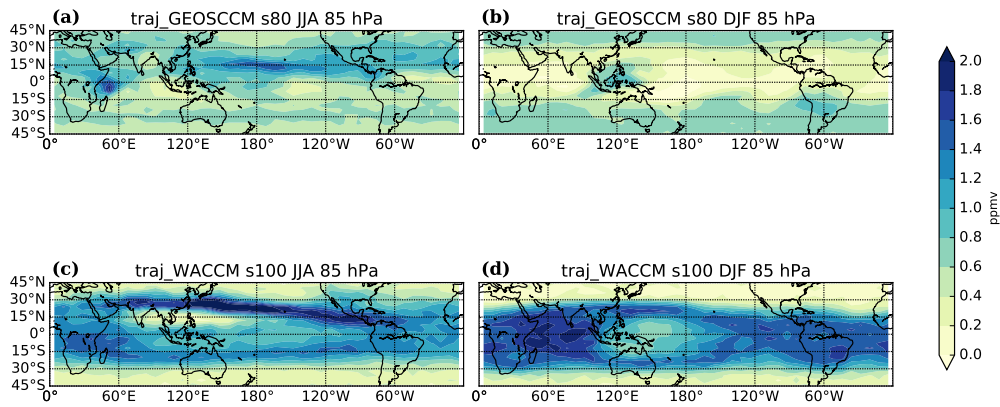 (a) traj_GEOSCCM s80 JJA 85 hPa
(b) traj_GEOSCCM s80 DJF 85 hPa
45°N
30°N
15°N
0°
15°S
30°S
45°S
0° 60°E 120°E 180° 120°W 60°W
0° 60°E 120°E 180° 120°W 60°W
(c) traj_WACCM s100 JJA 85 hPa
(d) traj_WACCM s100 DJF 85 hPa
45°N
30°N
15°N
0°
15°S
30°S
45°S
0° 60°E 120°E 180° 120°W 60°W
0° 60°E 120°E 180° 120°W 60°W
2.0
1.8
1.6
1.4
1.2
1.0
0.8
0.6
0.4
0.2
0.0
ppmv